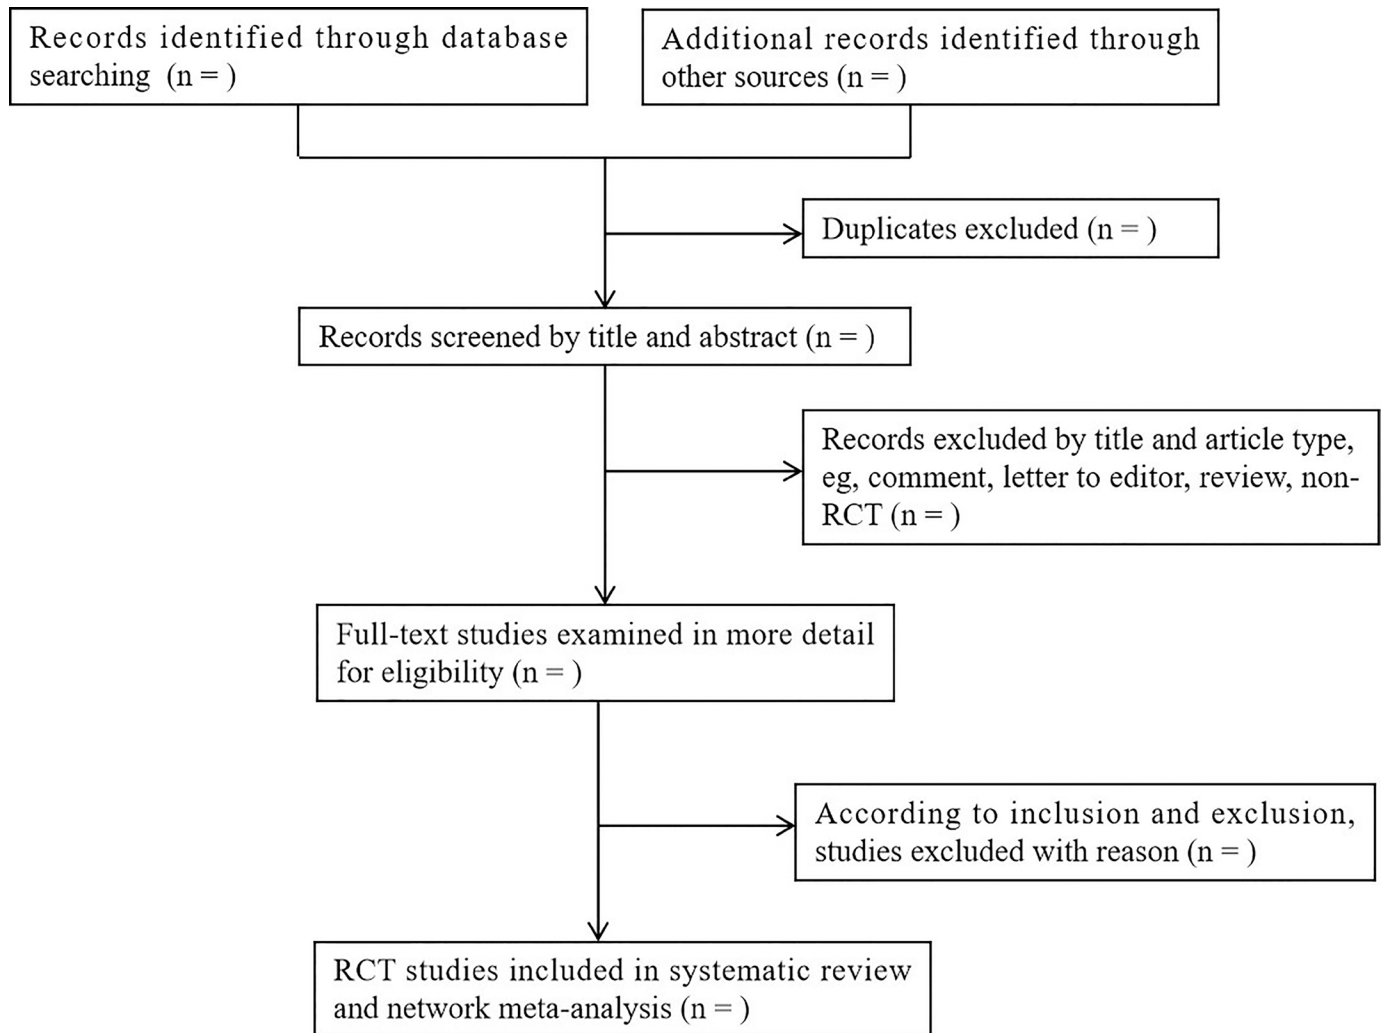 Records identified through database
searching (n = )
Additional records identified through
other sources (n = )
Duplicates excluded (n = )
Records screened by title and abstract (n = )
Records excluded by title and article type,
eg, comment, letter to editor, review, non-
RCT (n = )
Full-text studies examined in more detail
for eligibility (n = )
According to inclusion and exclusion,
studies excluded with reason (n = )
RCT studies included in systematic review
and network meta-analysis (n = )